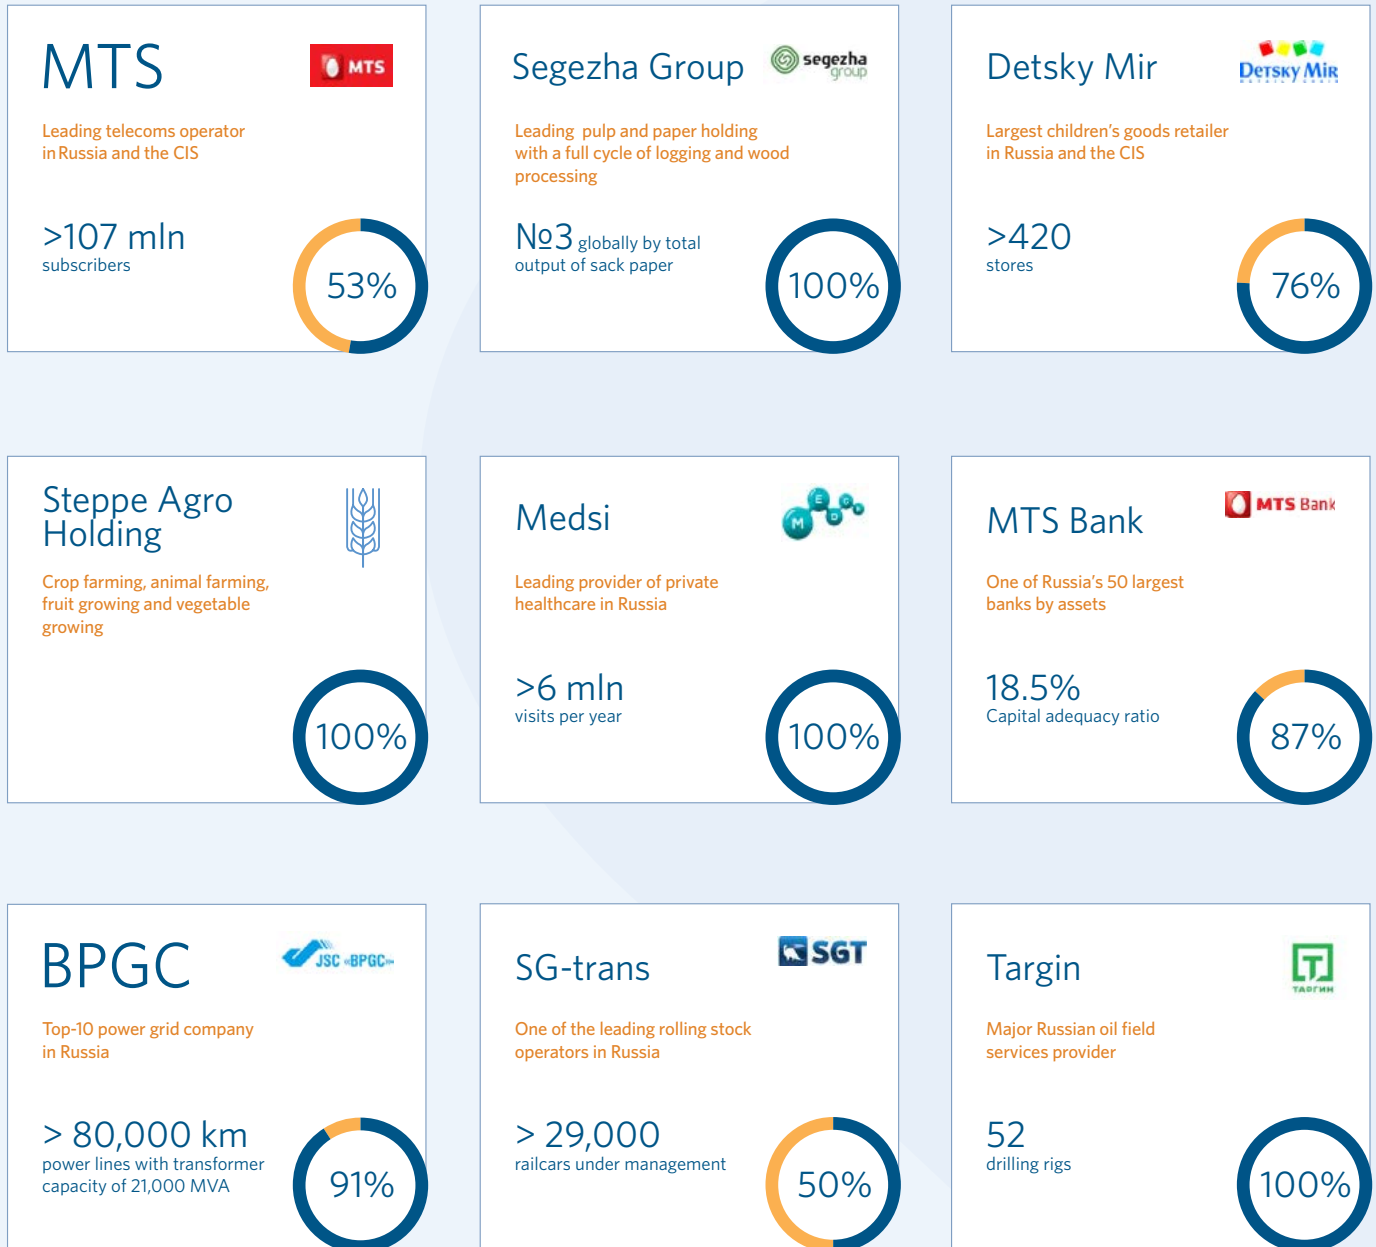 MTS
MTS
Leading telecoms operator
in Russia and the CIS
>107 mln
subscribers
53%
Segezha Group
segezha
group
Leading pulp and paper holding
with a full cycle of logging and wood
processing
№3 globally by total
output of sack paper
100%
Detsky Mir
Detsky Mir
Largest children's goods retailer
in Russia and the CIS
>420
stores
76%
Steppe Agro
Holding
Crop farming, animal farming,
fruit growing and vegetable
growing
100%
Medsi
Leading provider of private
healthcare in Russia
>6 mln
visits per year
100%
MTS Bank
MTS Bank
One of Russia's 50 largest
banks by assets
18.5%
Capital adequacy ratio
87%
BPGC
JSC «BPGC»
Top-10 power grid company
in Russia
> 80,000 km
power lines with transformer
capacity of 21,000 MVA
91%
SG-trans
SGT
One of the leading rolling stock
operators in Russia
> 29,000
railcars under management
50%
Targin
ТАРГИН
Major Russian oil field
services provider
52
drilling rigs
100%